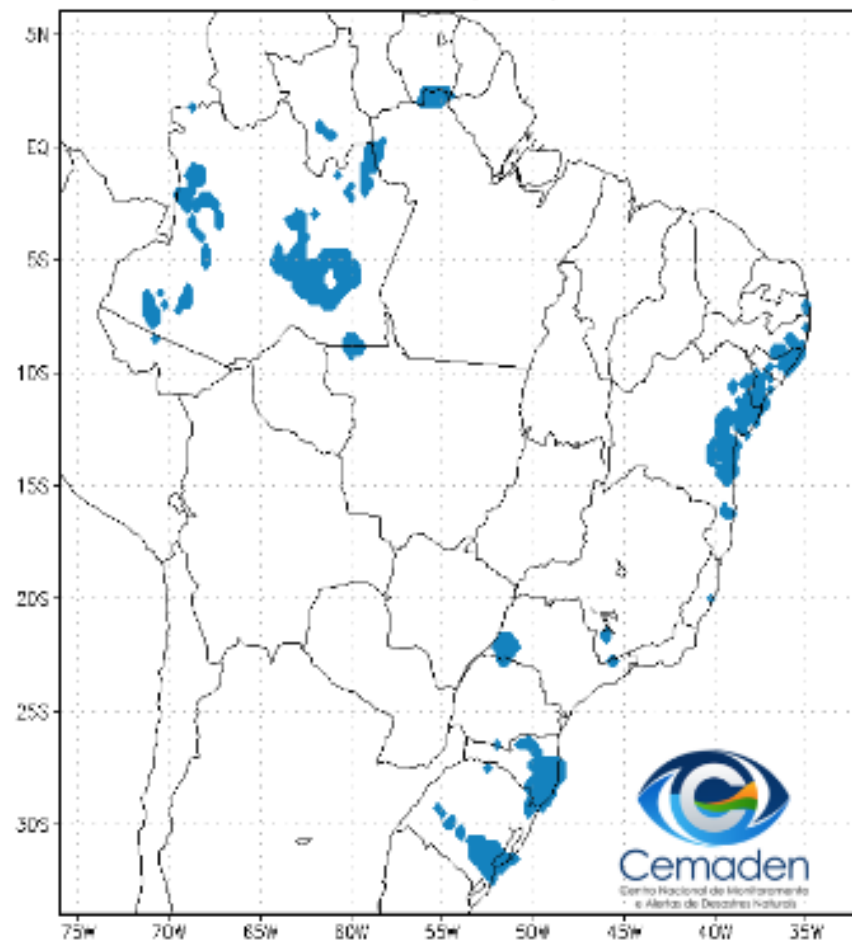 5N
EQ
5S
10S
15S
20S
25S
30S
Cemaden
Centro Nacional de Monitoramento
e Alertas de Desastres Naturais
75W 70W 65W 60W 55W 50W 45W 40W 35W